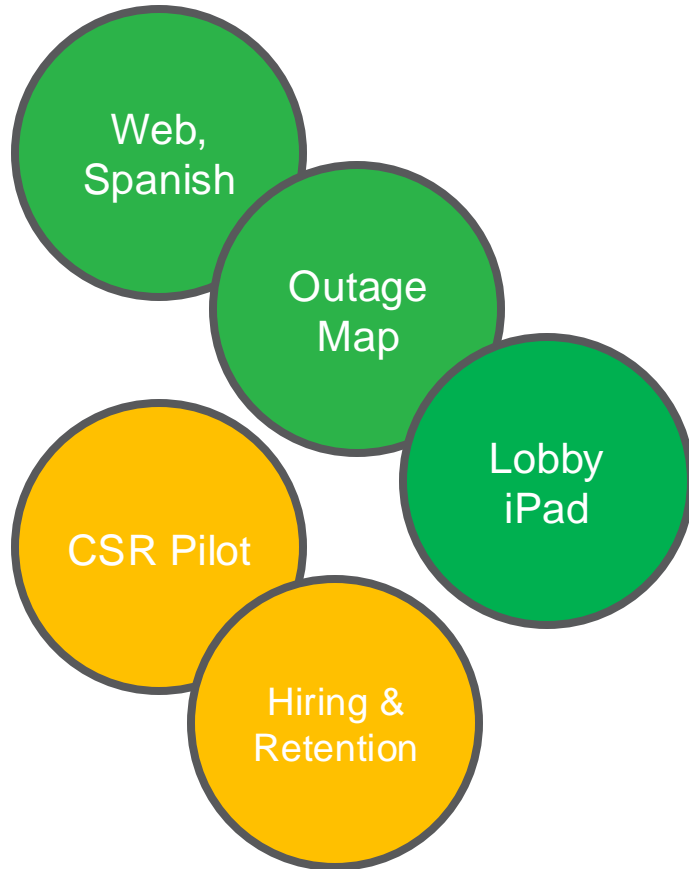 Web,
Spanish
Outage
Map
Lobby
iPad
CSR Pilot
Hiring &
Retention